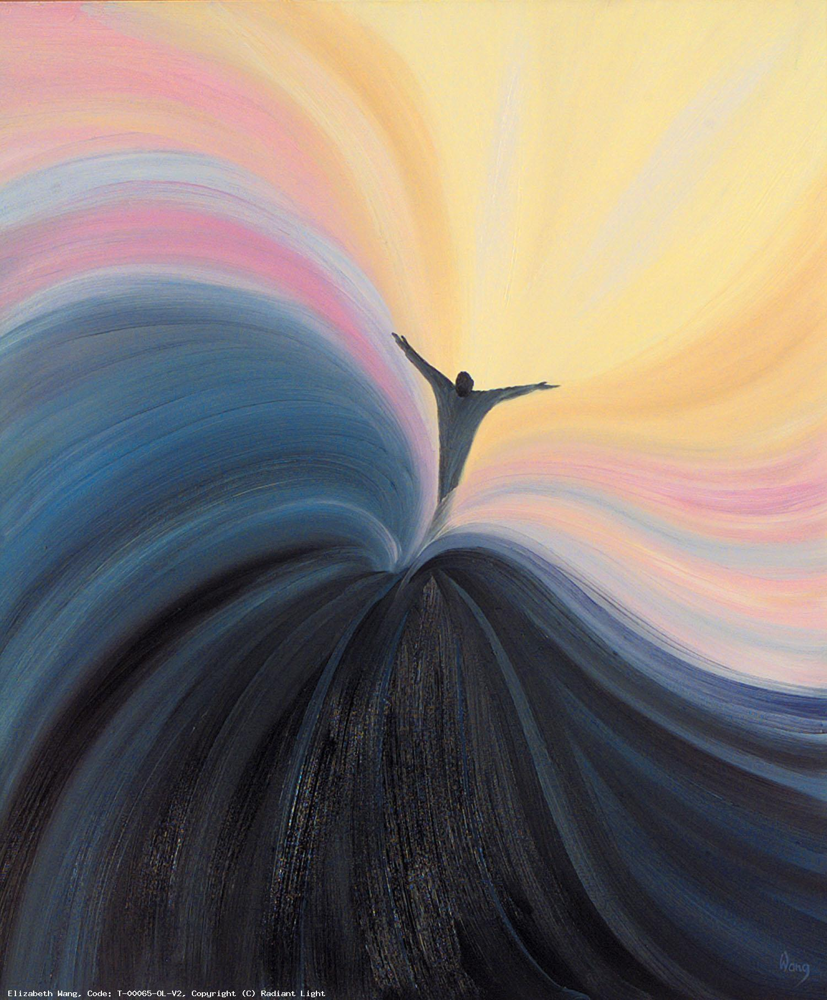 Wang
Elizabeth Wang, Code: T-00065-OL-V2, Copyright (C) Radiant Light